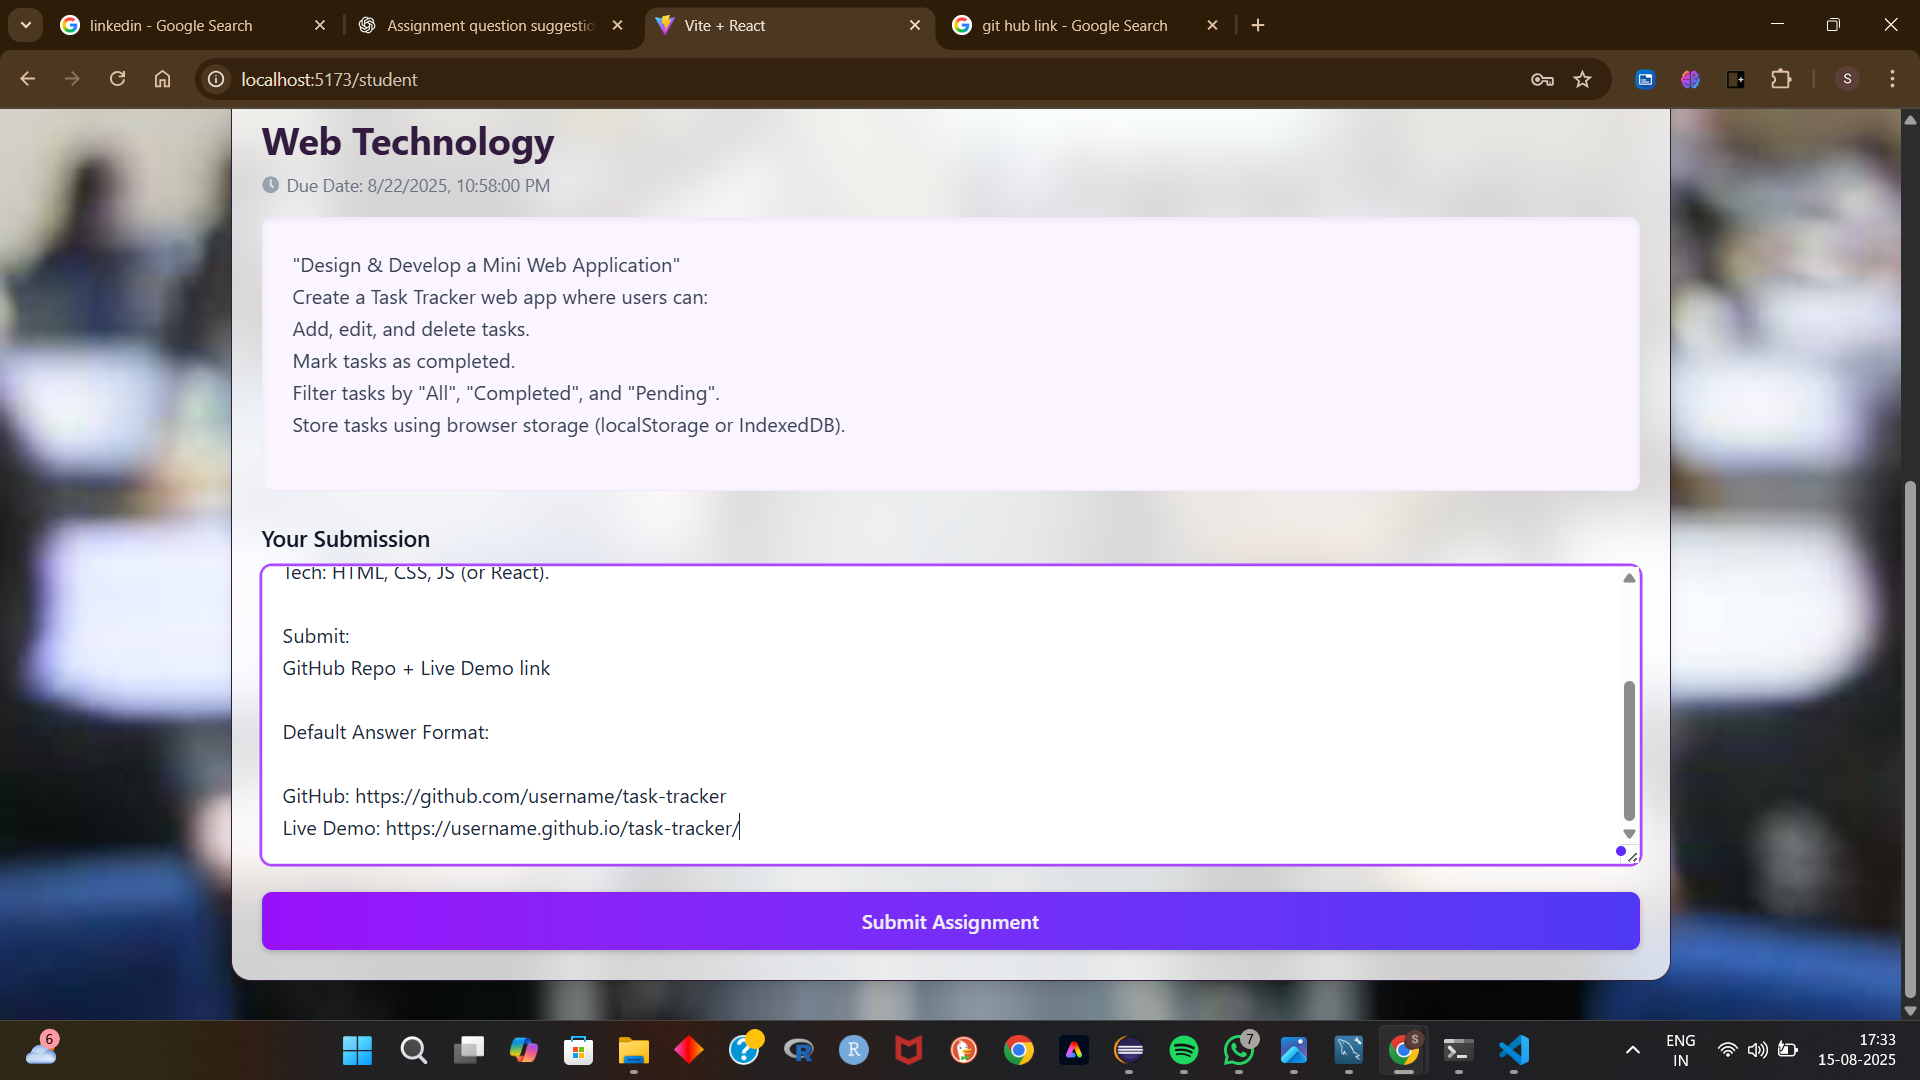 linkedin - Google Search
Assignment question suggestio
Vite + React
git hub link - Google Search
localhost:5173/student
S
Web Technology
Due Date: 8/22/2025, 10:58:00 PM
"Design & Develop a Mini Web Application"
Create a Task Tracker web app where users can:
Add, edit, and delete tasks.
Mark tasks as completed.
Filter tasks by "All", "Completed", and "Pending".
Store tasks using browser storage (localStorage or IndexedDB).
Your Submission
Tech: HTML, CSS, JS (or React).
Submit:
GitHub Repo + Live Demo link
Default Answer Format:
GitHub: https://github.com/username/task-tracker
Live Demo: https://username.github.io/task-tracker/
Submit Assignment
6
R
R
7
S
ENG
IN
17:33
15-08-2025